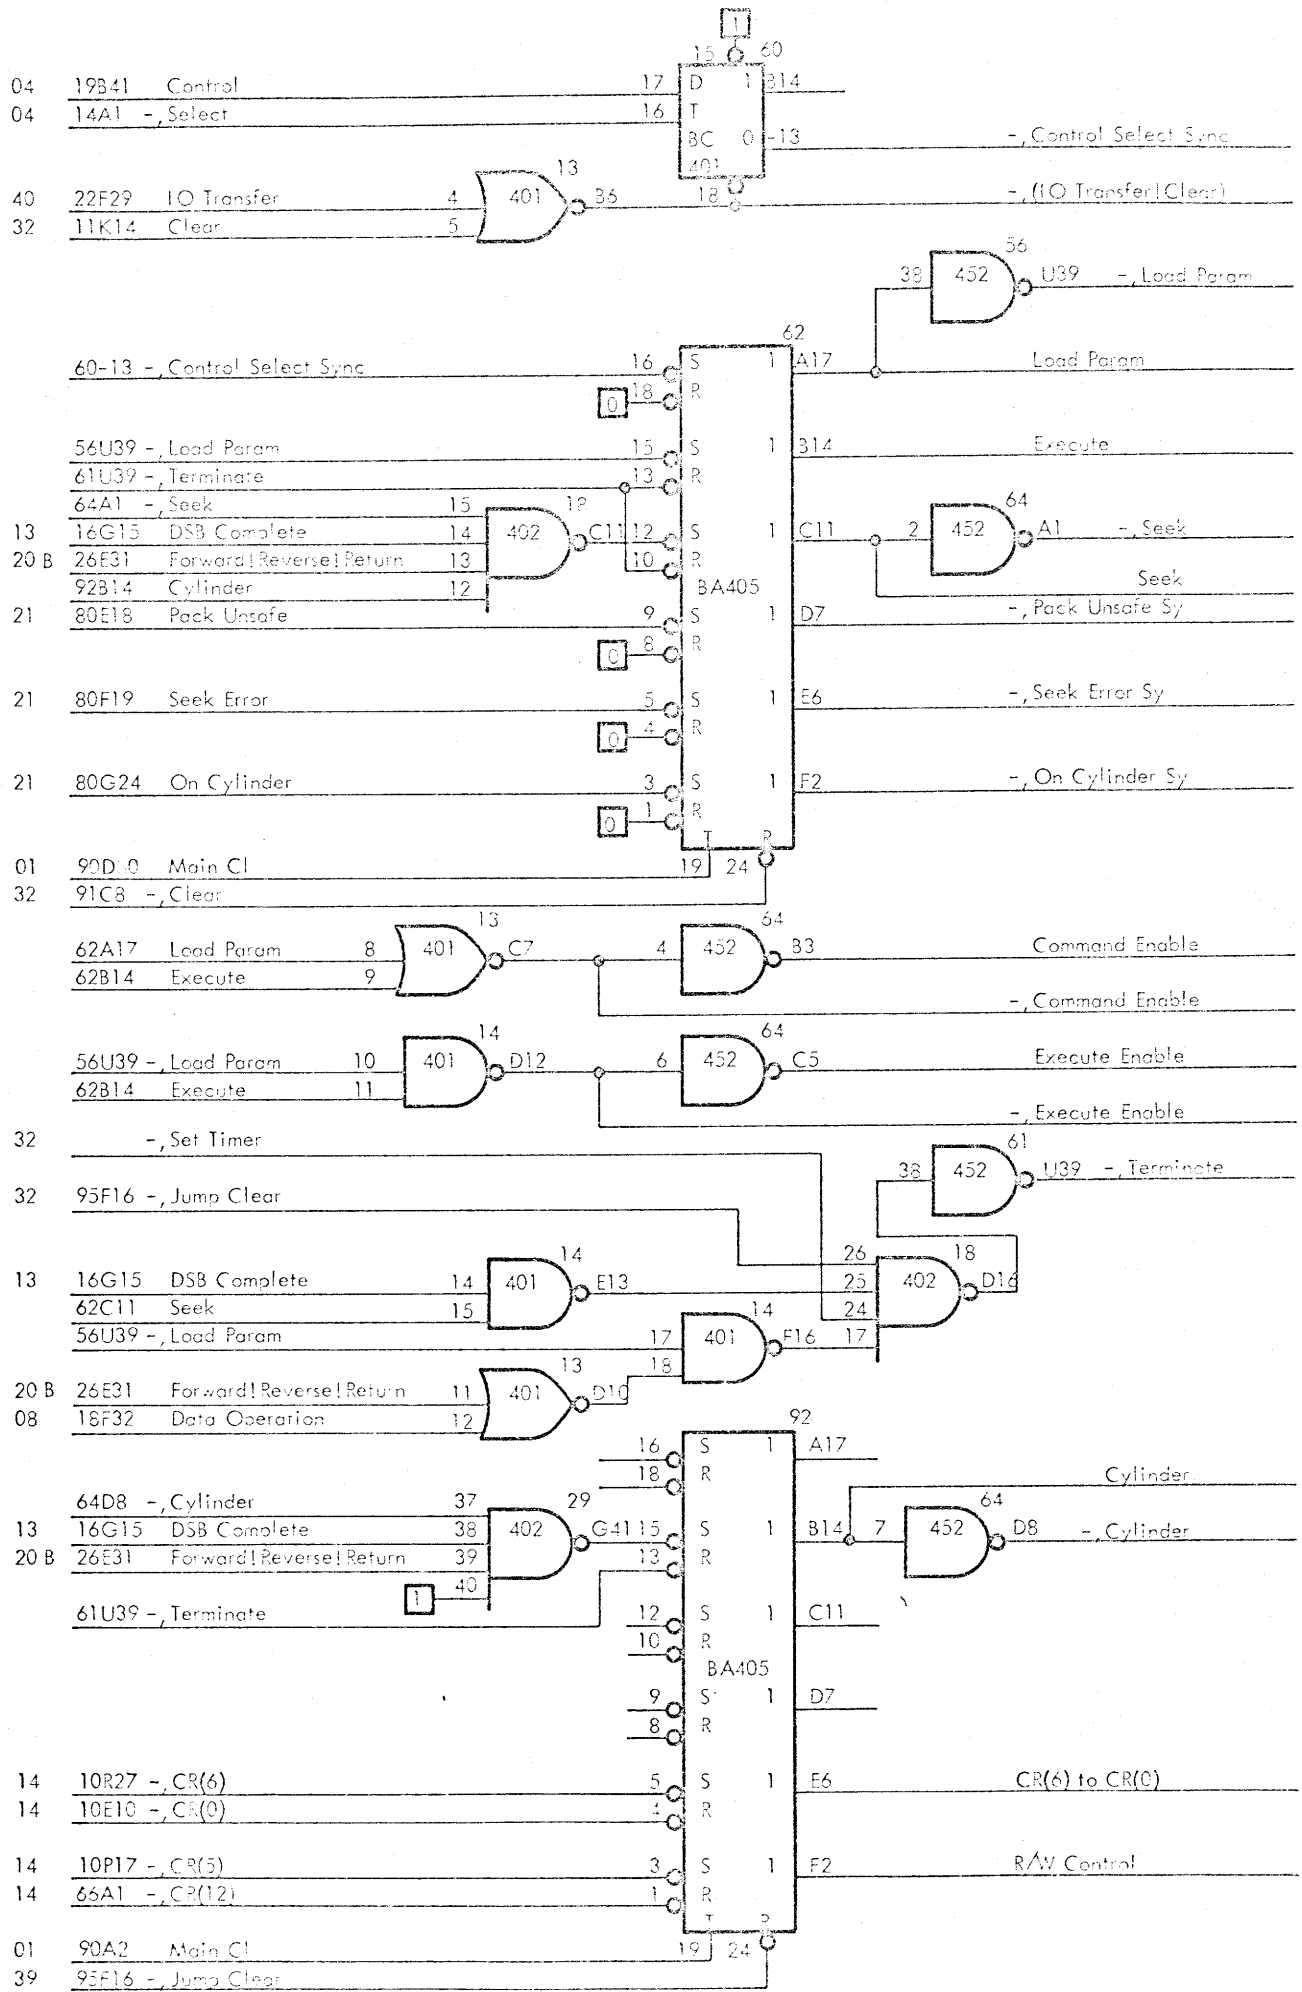 1
15 60
04 19B41 Control 17 D 1 B14
04 14A1 -,Select 16 T
BC 0 -13 -,Control Select Sync
401
13
40 22F29 IO Transfer 4 401 B6 18 -,(IO Transfer!Clear)
32 11K14 Clear 5
56
38 452 U39 -,Load Param
62
60-13 -,Control Select Sync 16 S 1 A17 Load Param
0 18 R
56U39 -,Load Param 15 S 1 B14 Execute
61U39 -,Terminate 13 R
64A1 -,Seek 15 18 64
13 16G15 DSB Complete 14 402 C11 12 S 1 C11 2 452 A1 -,Seek
20 B 26E31 Forward!Reverse!Return 13 10 R
92B14 Cylinder 12 BA405 Seek
21 80E18 Pack Unsafe 9 S 1 D7 -,Pack Unsafe Sy
0 8 R
21 80F19 Seek Error 5 S 1 E6 -,Seek Error Sy
0 4 R
21 80G24 On Cylinder 3 S 1 F2 -,On Cylinder Sy
0 1 R
T R
01 Main Cl 19 24
32 91C8 -,Clear
13 64
62A17 Load Param 8 401 C7 4 452 B3 Command Enable
62B14 Execute 9
-,Command Enable
14 64
56U39 -,Load Param 10 401 D12 6 452 C5 Execute Enable
62B14 Execute 11
-,Execute Enable
32 -,Set Timer
61
38 452 U39 -,Terminate
32 95F16 -,Jump Clear
14 26 18
13 16G15 DSB Complete 14 401 E13 25 402 D16
62C11 Seek 15 14 24
56U39 -,Load Param 17 401 F16 17
13 18
20 B 26E31 Forward!Reverse!Return 11 401 D10
08 18F32 Data Operation 12
92
16 S 1 A17
18 R
Cylinder
64D8 -,Cylinder 37 29 64
13 16G15 DSB Complete 38 402 G41 15 S 1 B14 7 452 D8 -,Cylinder
20 B 26E31 Forward!Reverse!Return 39 13 R
1 40
61U39 -,Terminate 12 S 1 C11
10 R
BA405
9 S 1 D7
8 R
14 10R27 -,CR(6) 5 S 1 E6 CR(6) to CR(0)
14 10E10 -,CR(0) 4 R
14 10P17 -,CR(5) 3 S 1 F2 R/W Control
14 66A1 -,CR(12) 1 R
T R
01 90A2 Main Cl 19 24
39 95F16 -,Jump Clear